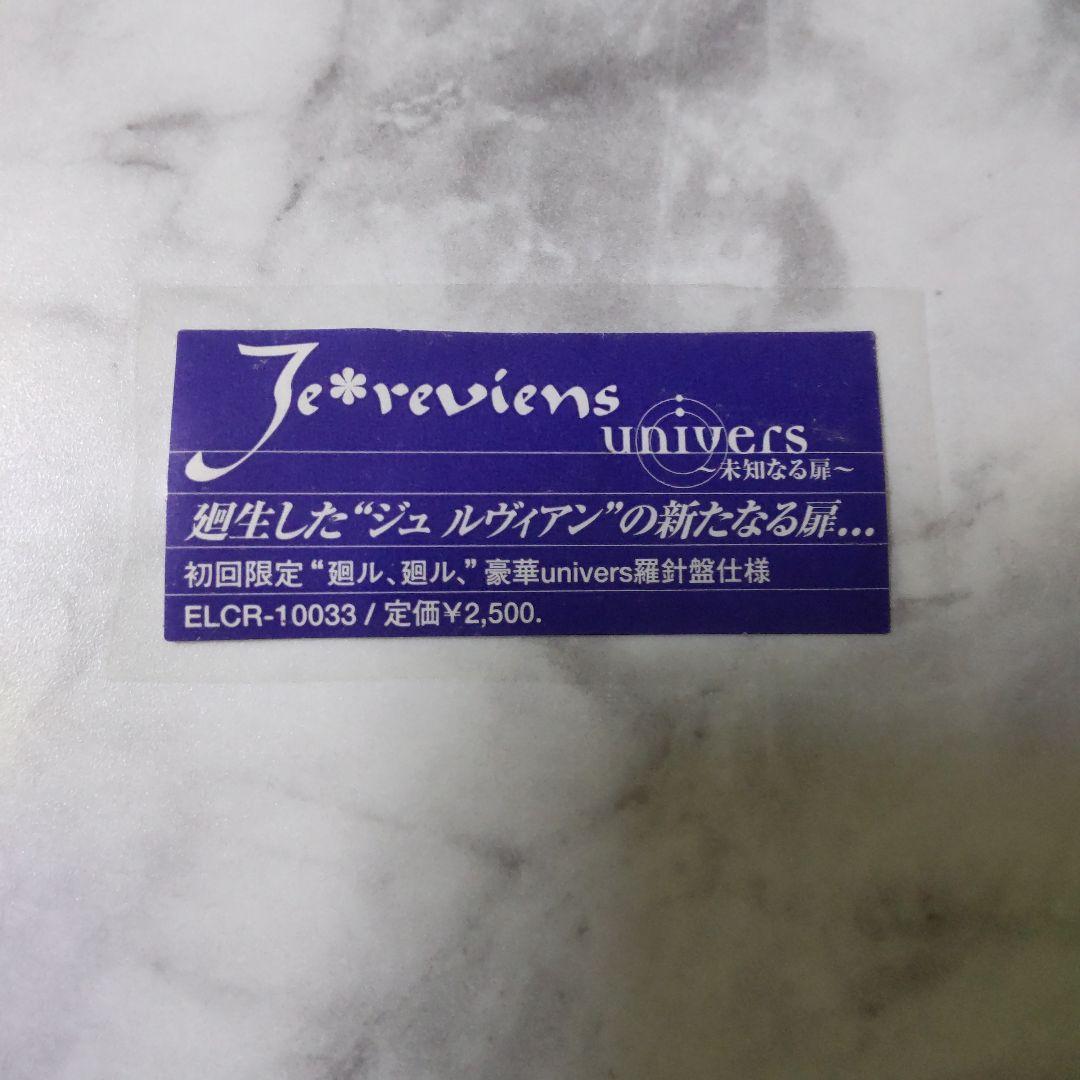 Je*reviens
univers
~未知なる扉~
廻生した“ジュ ルヴィアン”の新たなる扉...
初回限定“廻ル、廻ル、”豪華univers羅針盤仕様
ELCR-10033 / 定価¥2,500.